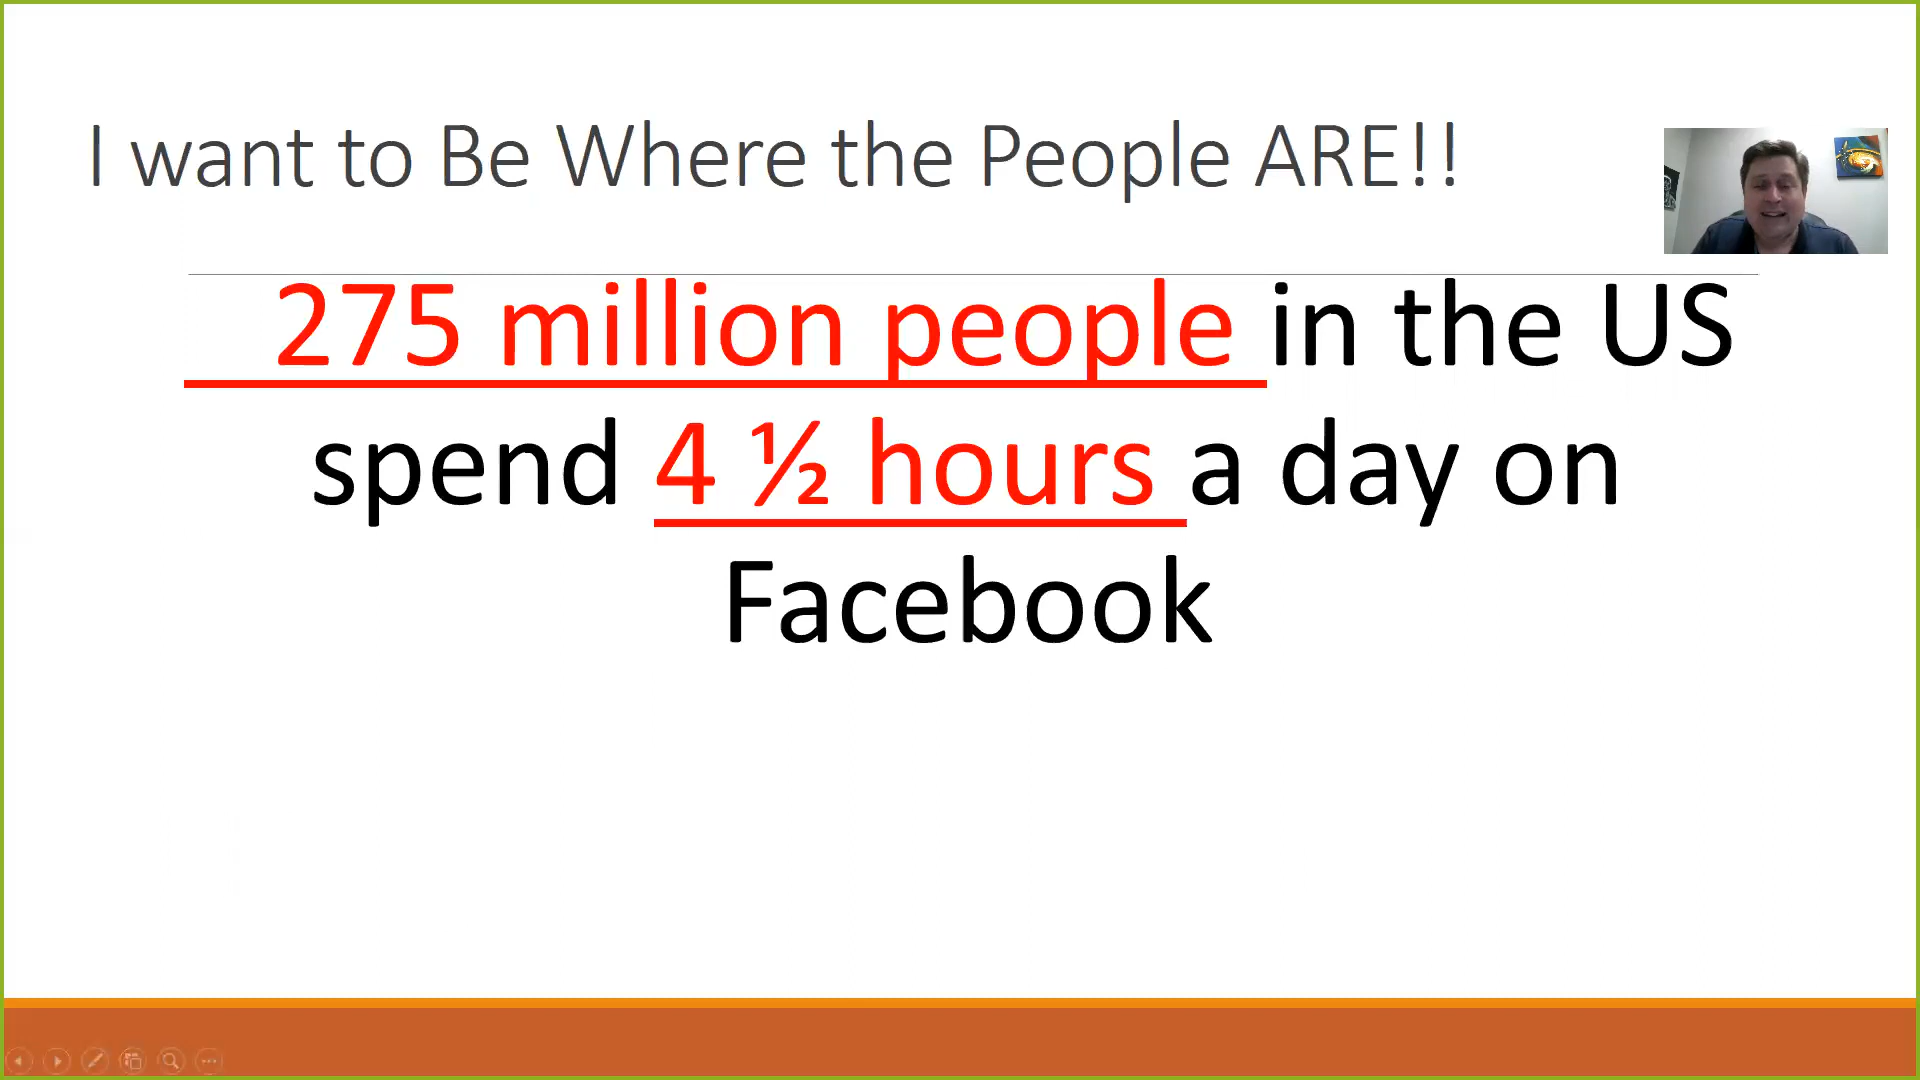 I want to Be Where the People ARE!!
275 million people in the US
spend 4 ½ hours a day on
Facebook